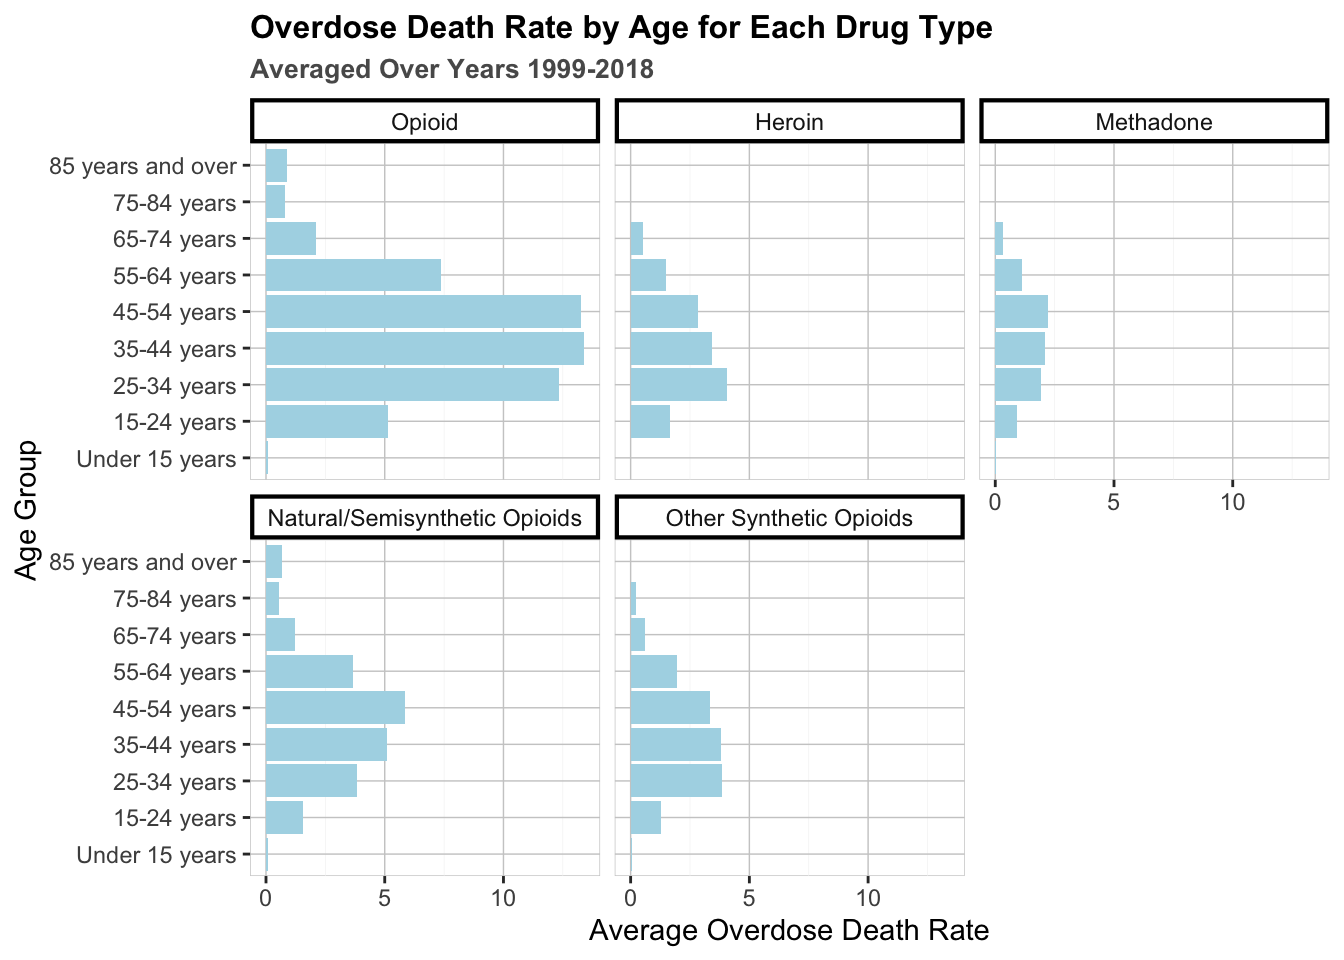 Overdose Death Rate by Age for Each Drug Type
Averaged Over Years 1999-2018
Opioid
Heroin
Methadone
85 years and over
75-84 years
65-74 years
55-64 years
45-54 years
35-44 years
25-34 years
15-24 years
Under 15 years
0 5 10
Natural/Semisynthetic Opioids
Other Synthetic Opioids
85 years and over
75-84 years
65-74 years
55-64 years
45-54 years
35-44 years
25-34 years
15-24 years
Under 15 years
0 5 10
0 5 10
Age Group
Average Overdose Death Rate